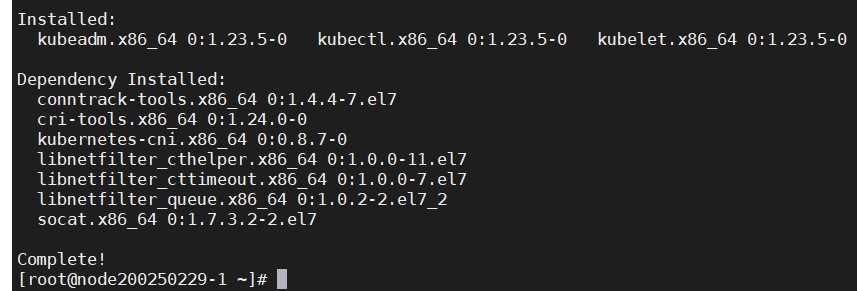 Installed:
kubeadm.x86_64 0:1.23.5-0   kubectl.x86_64 0:1.23.5-0   kubelet.x86_64 0:1.23.5-0
Dependency Installed:
conntrack-tools.x86_64 0:1.4.4-7.el7
cri-tools.x86_64 0:1.24.0-0
kubernetes-cni.x86_64 0:0.8.7-0
libnetfilter_cthelper.x86_64 0:1.0.0-11.el7
libnetfilter_cttimeout.x86_64 0:1.0.0-7.el7
libnetfilter_queue.x86_64 0:1.0.2-2.el7_2
socat.x86_64 0:1.7.3.2-2.el7
Complete!
[root@node200250229-1 ~]#